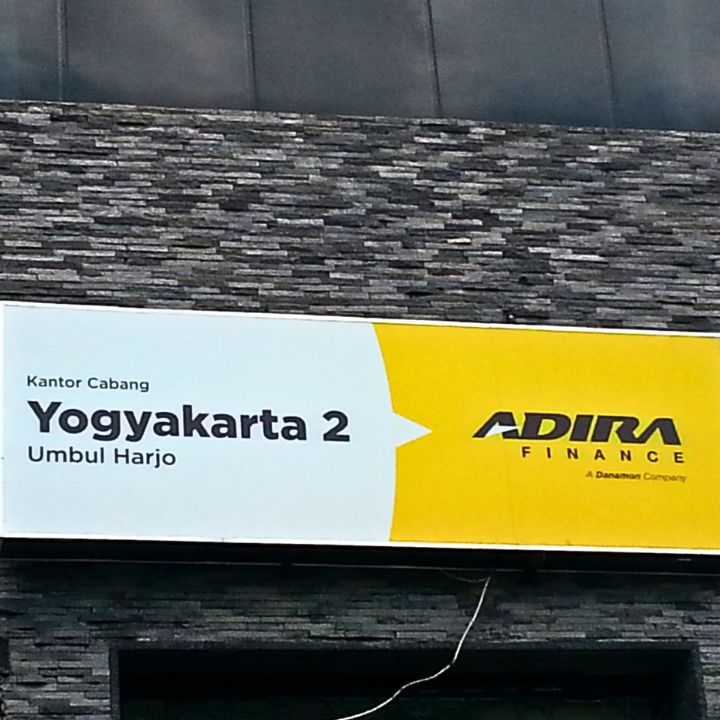 Kantor Cabang
Yogyakarta 2
Umbul Harjo
ADIRA
FINANCE
A Danamon Company